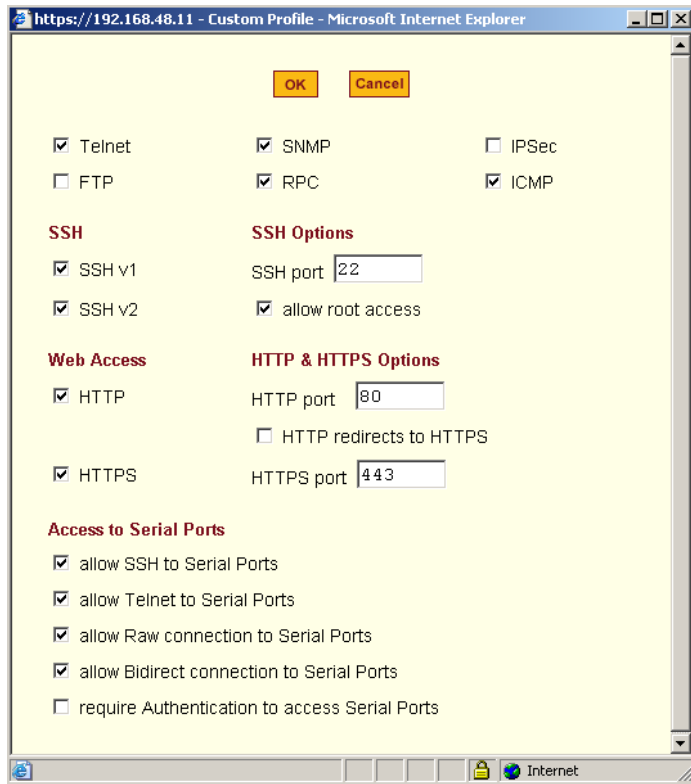 https://192.168.48.11 - Custom Profile - Microsoft Internet Explorer
OK Cancel
Telnet SNMP IPSec
FTP RPC ICMP
SSH SSH Options
SSH v1 SSH port 22
SSH v2 allow root access
Web Access HTTP & HTTPS Options
HTTP HTTP port 80
HTTP redirects to HTTPS
HTTPS HTTPS port 443
Access to Serial Ports
allow SSH to Serial Ports
allow Telnet to Serial Ports
allow Raw connection to Serial Ports
allow Bidirect connection to Serial Ports
require Authentication to access Serial Ports
Internet